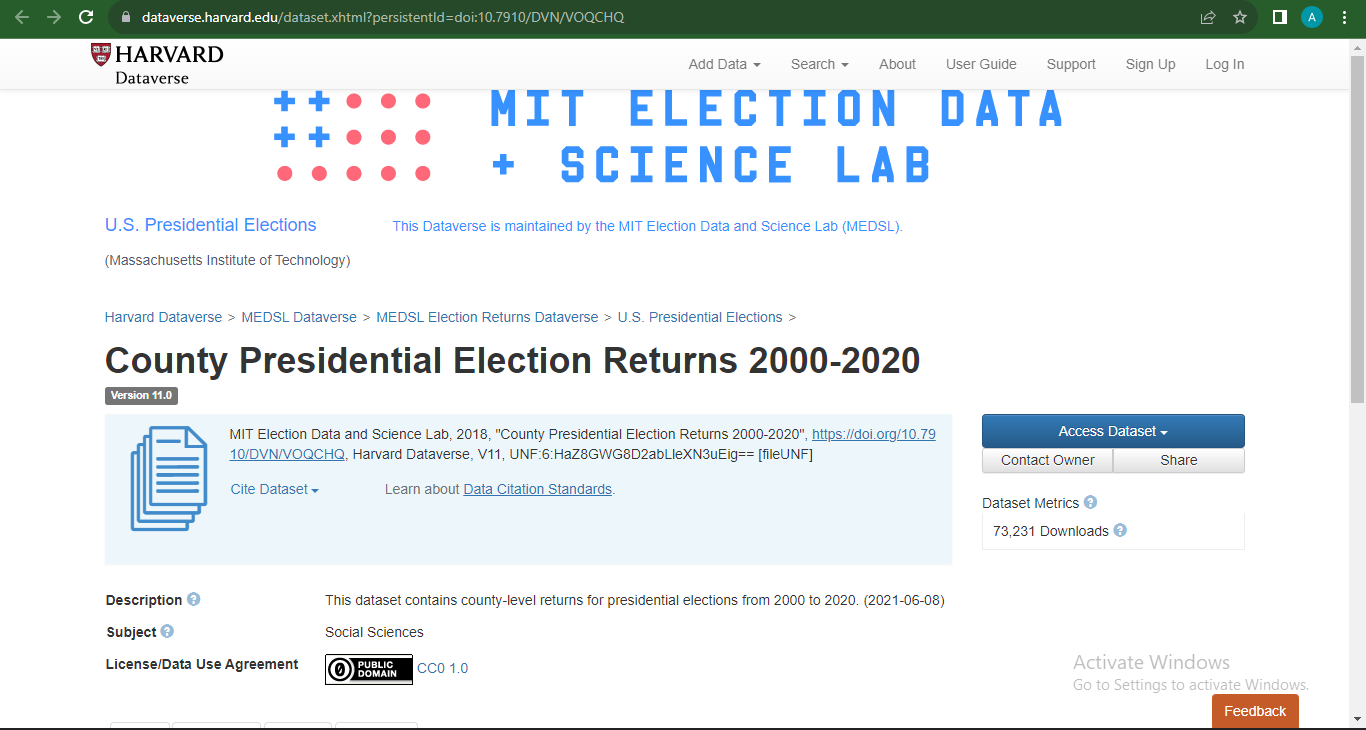 dataverse.harvard.edu/dataset.xhtml?persistentId=doi:10.7910/DVN/VOQCHQ
A
HARVARD
Dataverse
Add Data
Search
About
User Guide
Support
Sign Up
Log In
MIT ELECTION DATA
+ SCIENCE LAB
U.S. Presidential Elections
This Dataverse is maintained by the MIT Election Data and Science Lab (MEDSL).
(Massachusetts Institute of Technology)
Harvard Dataverse > MEDSL Dataverse > MEDSL Election Returns Dataverse > U.S. Presidential Elections >
County Presidential Election Returns 2000-2020
Version 11.0
MIT Election Data and Science Lab, 2018, "County Presidential Election Returns 2000-2020", https://doi.org/10.79
10/DVN/VOQCHQ, Harvard Dataverse, V11, UNF:6:HaZ8GWG8D2abLleXN3uEig== [fileUNF]
Cite Dataset
Learn about Data Citation Standards.
Access Dataset
Contact Owner
Share
Dataset Metrics ?
73,231 Downloads ?
Description ?
This dataset contains county-level returns for presidential elections from 2000 to 2020. (2021-06-08)
Subject ?
Social Sciences
License/Data Use Agreement
PUBLIC
DOMAIN
CC0 1.0
Activate Windows
Go to Settings to activate Windows.
Feedback